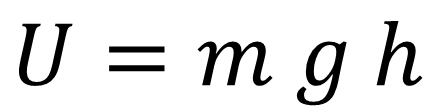 U = m g h